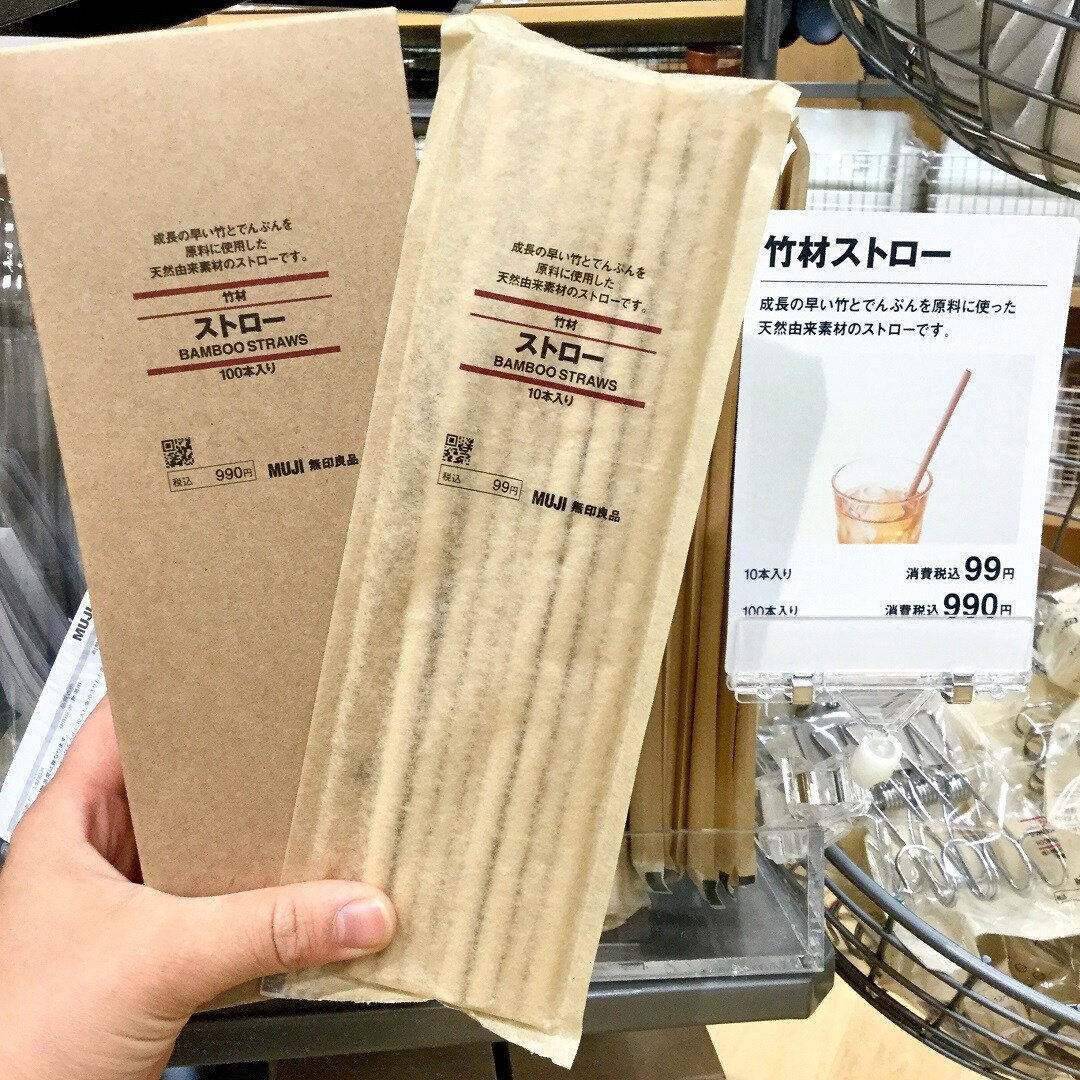 成長の早い竹とでんぷんを
原料に使用した
天然由来素材のストローです。
竹材
ストロー
BAMBOO STRAWS
100本入り
税込 990円
MUJI 無印良品
成長の早い竹とでんぷんを
原料に使用した
天然由来素材のストローです。
竹材
ストロー
BAMBOO STRAWS
10本入り
税込 99円
MUJI 無印良品
竹材ストロー
成長の早い竹とでんぷんを原料に使った
天然由来素材のストローです。
10本入り 消費税込99円
100本入り 消費税込990円
MUJI